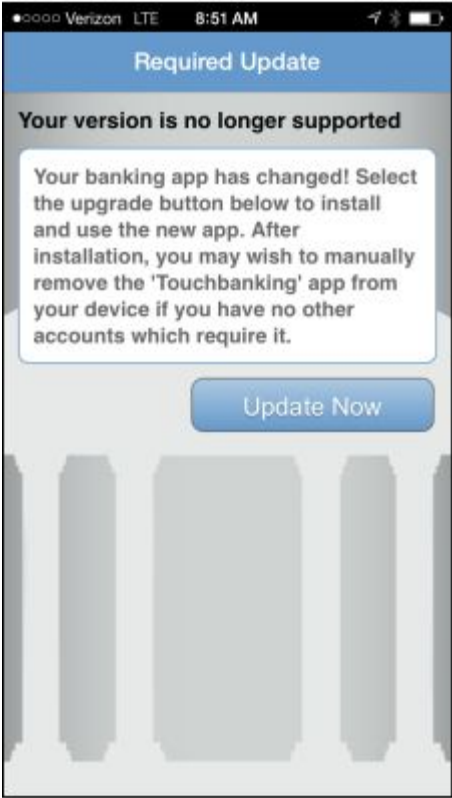 Verizon LTE 8:51 AM
Required Update
Your version is no longer supported
Your banking app has changed! Select
the upgrade button below to install
and use the new app. After
installation, you may wish to manually
remove the 'Touchbanking' app from
your device if you have no other
accounts which require it.
Update Now